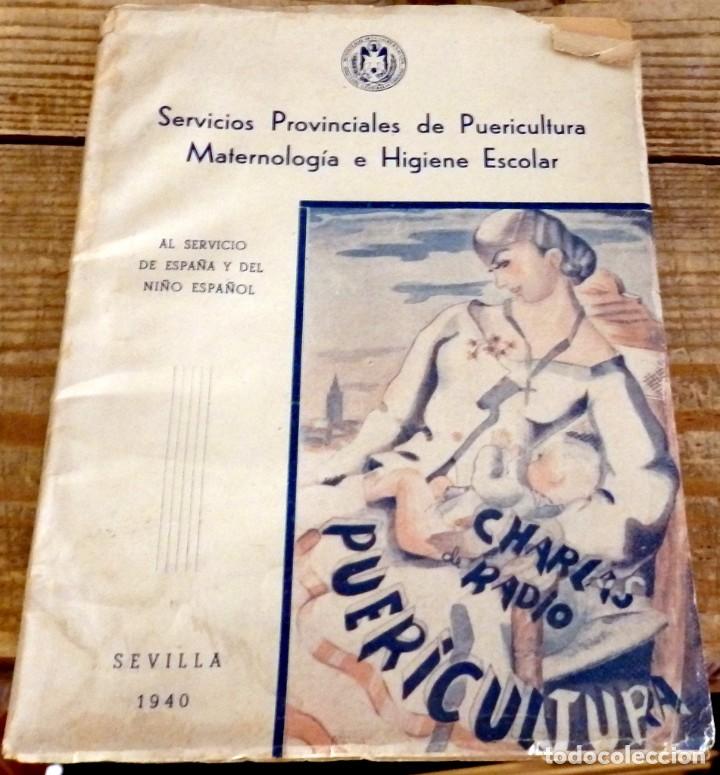 Servicios Provinciales de Puericultura
Maternología e Higiene Escolar
AL SERVICIO
DE ESPAÑA Y DEL
NIÑO ESPAÑOL
CHARLAS
de RADIO
PUERICULTURA
SEVILLA
1940
todocoleccion